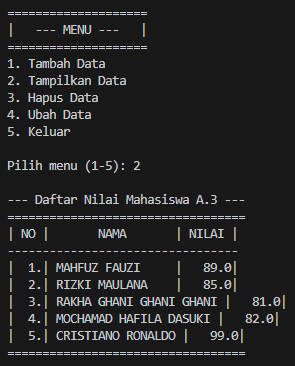 ====================
|   --- MENU ---   |
====================
1. Tambah Data
2. Tampilkan Data
3. Hapus Data
4. Ubah Data
5. Keluar

Pilih menu (1-5): 2

--- Daftar Nilai Mahasiswa A.3 ---
==================================
| NO |       NAMA       | NILAI |
---------------------------------
|  1.| MAHFUZ FAUZI     |   89.0|
|  2.| RIZKI MAULANA    |   85.0|
|  3.| RAKHA GHANI GHANI GHANI |   81.0|
|  4.| MOCHAMAD HAFILA DASUKI |   82.0|
|  5.| CRISTIANO RONALDO |   99.0|
==================================